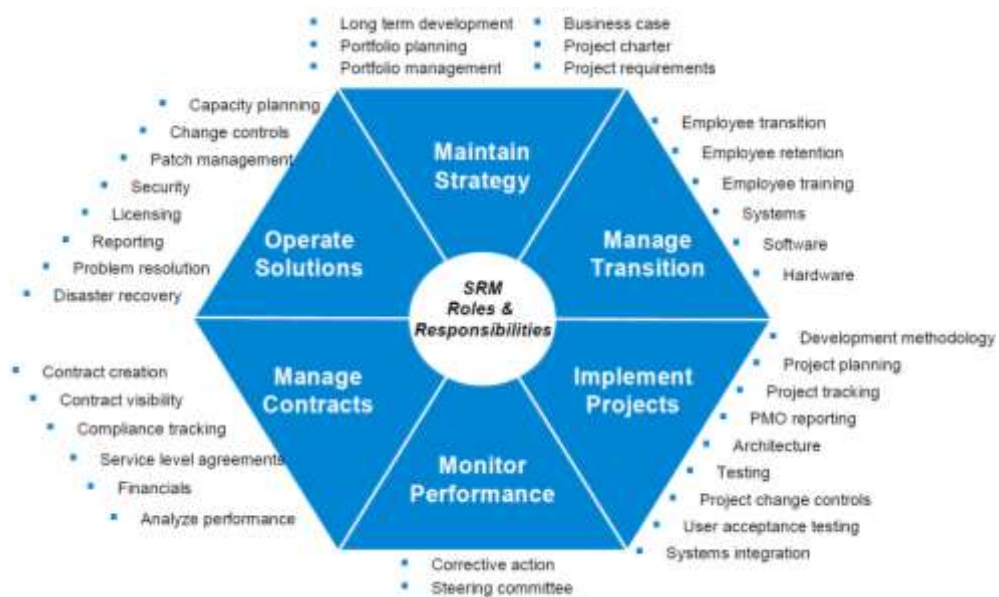 Long term development
Portfolio planning
Portfolio management
Business case
Project charter
Project requirements
Capacity planning
Change controls
Patch management
Security
Licensing
Reporting
Problem resolution
Disaster recovery
Maintain
Strategy
Employee transition
Employee retention
Employee training
Systems
Software
Hardware
Operate
Solutions
Manage
Transition
SRM
Roles &
Responsibilities
Manage
Contracts
Implement
Projects
Monitor
Performance
Development methodology
Project planning
Project tracking
PMO reporting
Architecture
Testing
Project change controls
User acceptance testing
Systems integration
Contract creation
Contract visibility
Compliance tracking
Service level agreements
Financials
Analyze performance
Corrective action
Steering committee